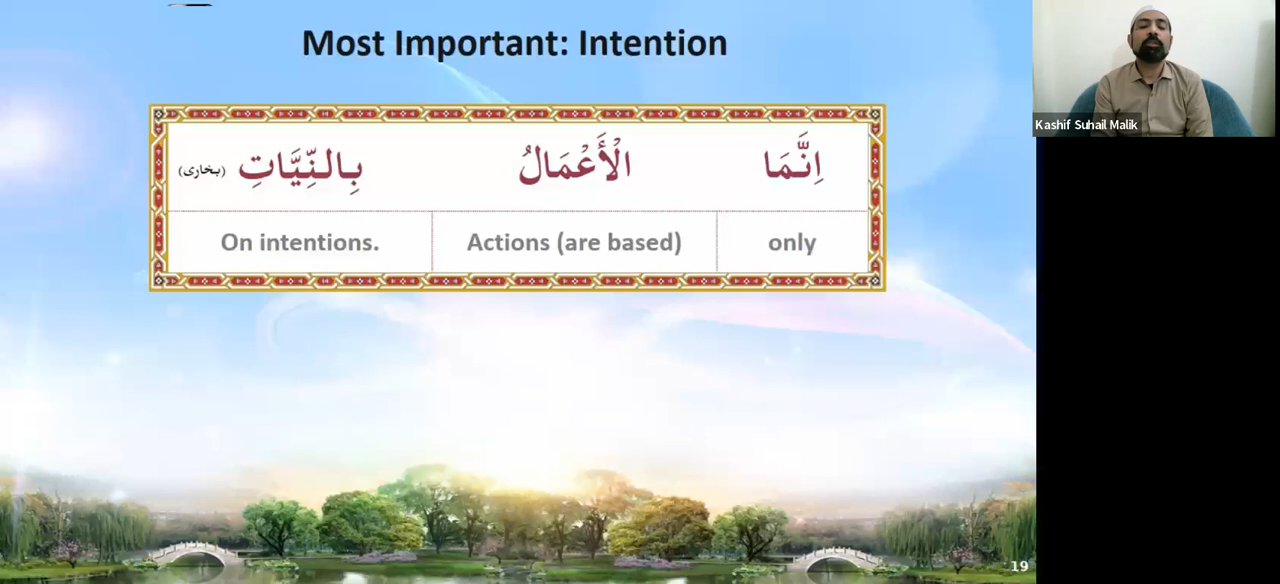 Most Important: Intention
اِنَّمَا الْأَعْمَالُ بِالنِّيَّاتِ (بخاری)
On intentions. Actions (are based) only
Kashif Suhail Malik
19